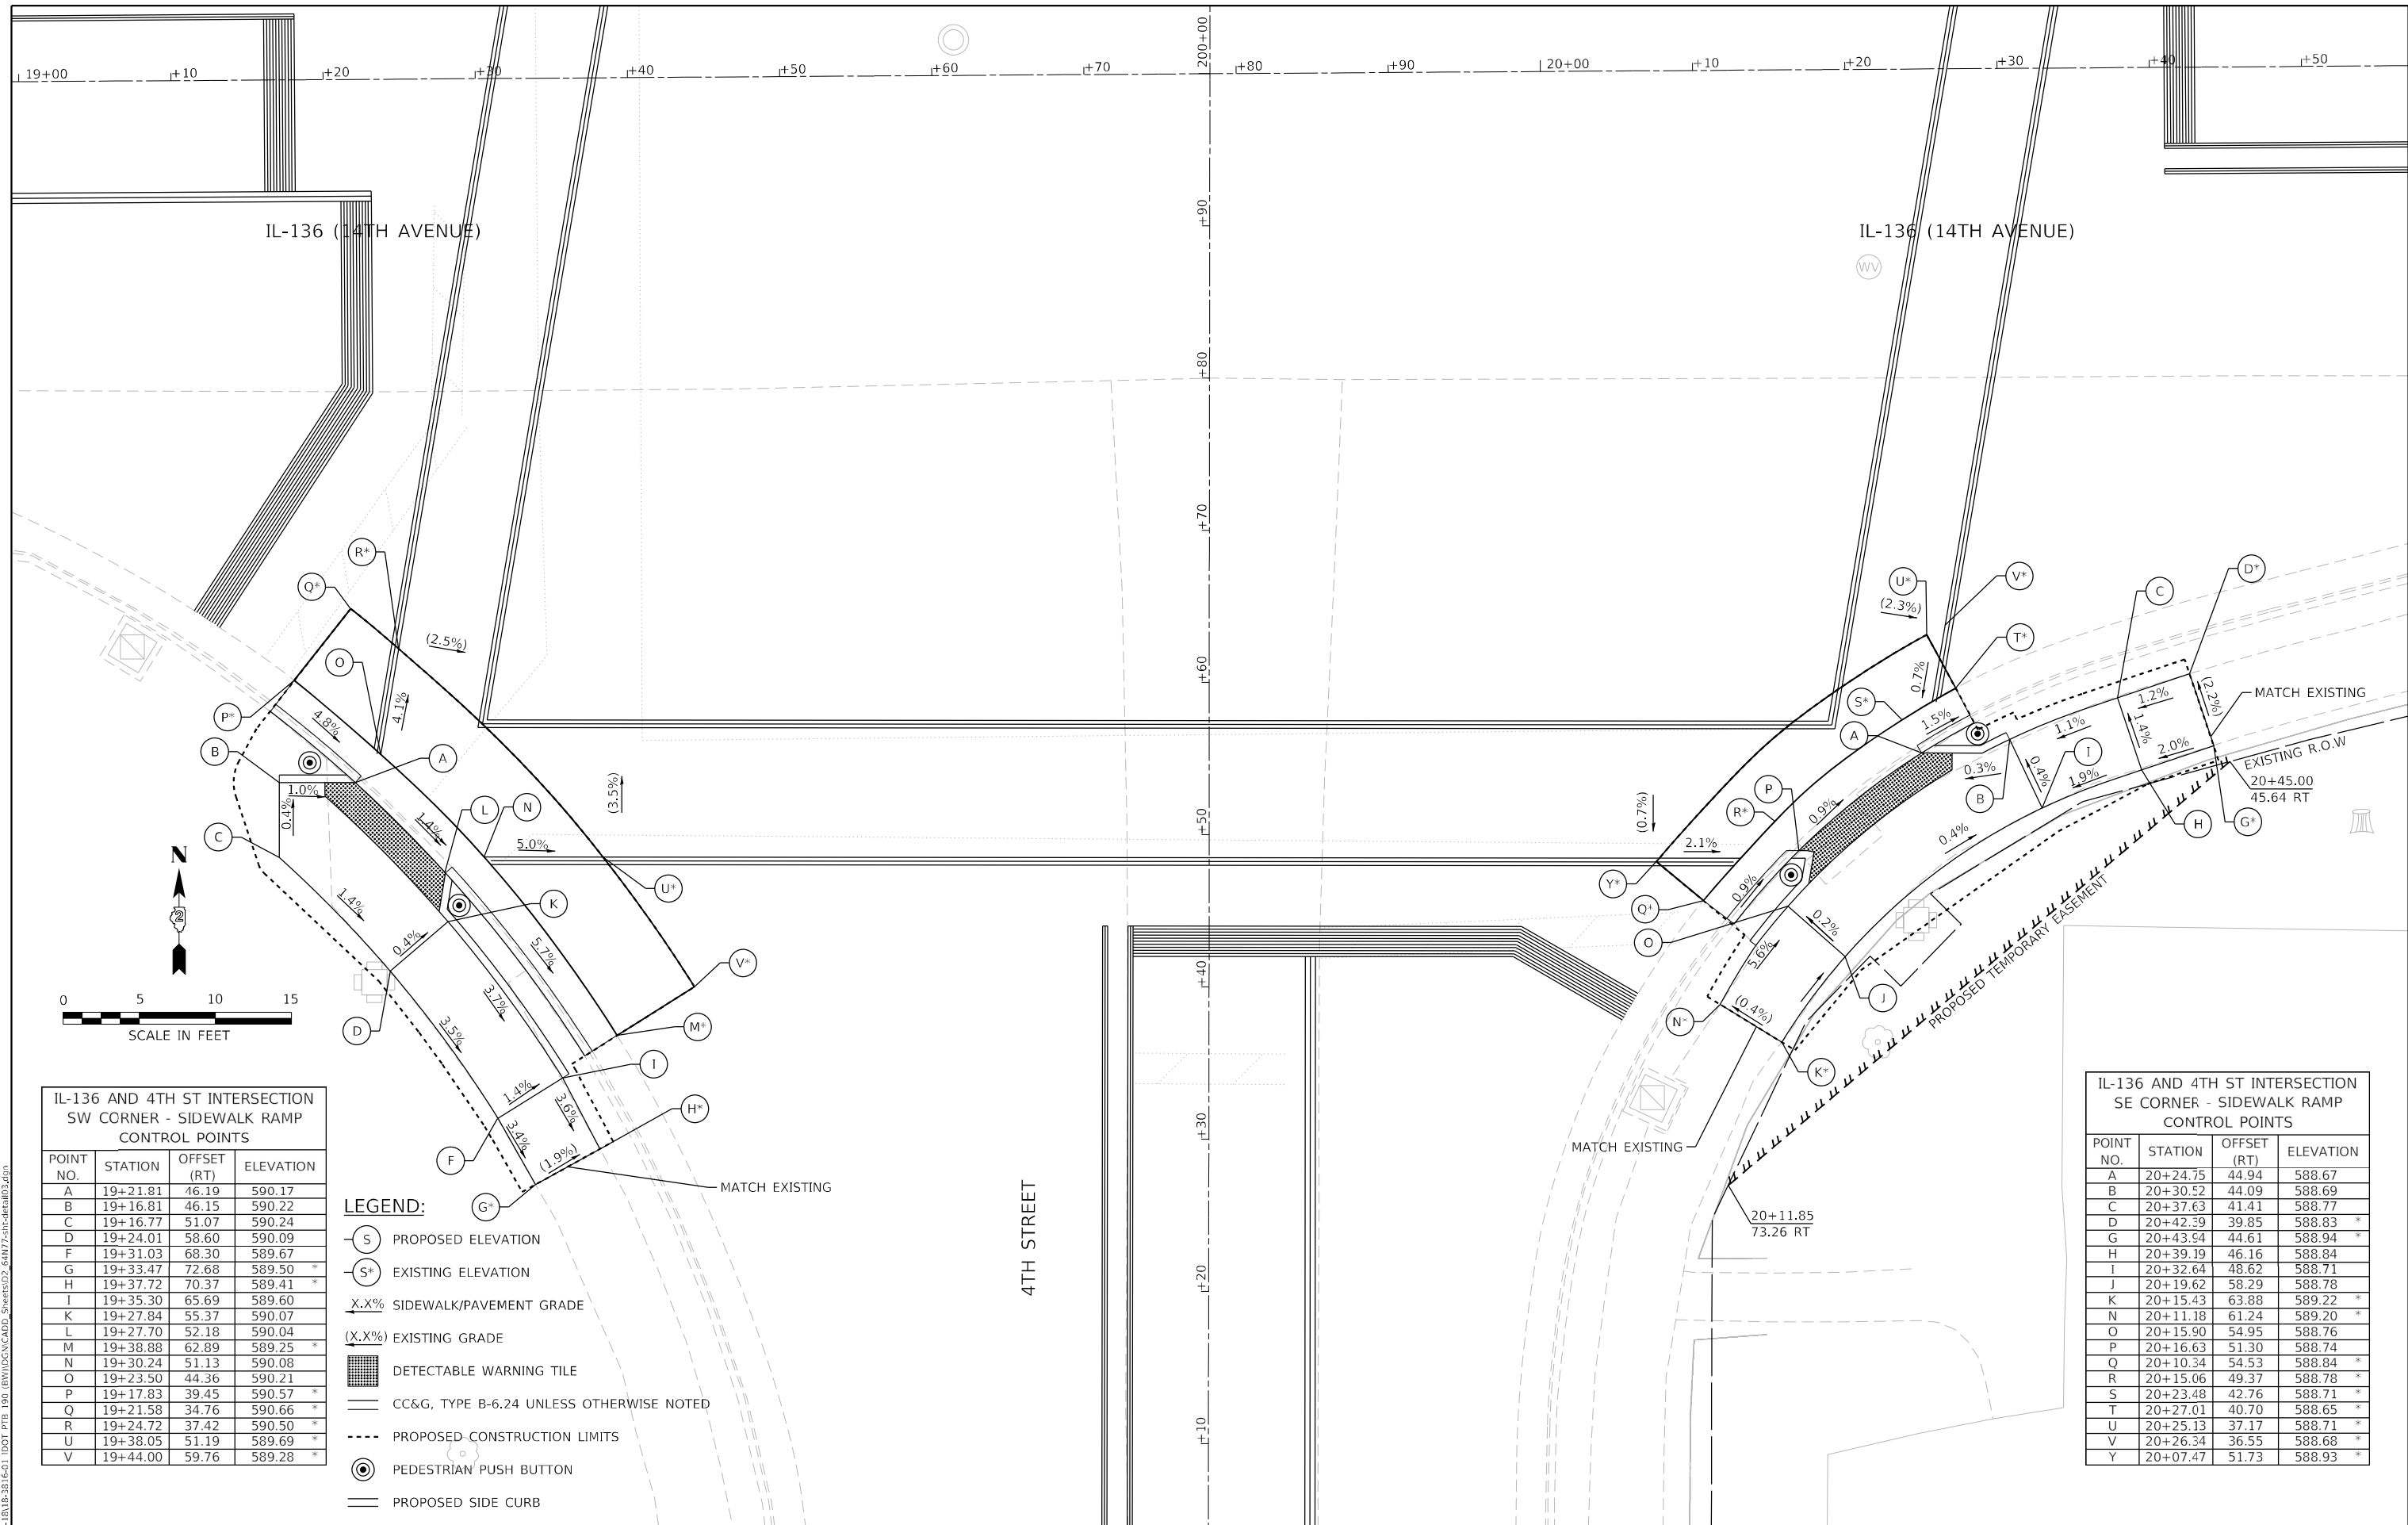 19+00 +10 +20 +30 +40 +50 +60 +70 200+00 +80 +90 20+00 +10 +20 +30 +40 +50
IL-136 (14TH AVENUE)
IL-136 (14TH AVENUE)
+90
WV
+80
+70
+60
+50
+40
+30
+20
+10
R*
Q*
(2.5%)
O
4.1%
P*
4.8%
B
A
1.0%
0.4%
L
N
(3.5%)
1.4%
5.0%
C
U*
K
1.4%
0.4%
5.7%
V*
3.7%
D
3.5%
M*
I
1.4%
3.6%
H*
3.4%
F
(1.9%)
G*
MATCH EXISTING
N
2
0 5 10 15
SCALE IN FEET
U*
V*
(2.3%)
D*
C
T*
0.7%
S*
1.5%
1.2%
(2.2%)
MATCH EXISTING
A
1.1%
1.4%
I
2.0%
EXISTING R.O.W
0.3%
0.4%
1.9%
20+45.00
45.64 RT
P
B
R*
0.9%
(0.7%)
2.1%
0.4%
H
G*
Y*
0.9%
Q*
0.2%
O
5.6%
PROPOSED TEMPORARY EASEMENT
J
(0.4%)
N*
K*
MATCH EXISTING
20+11.85
73.26 RT
4TH STREET
IL-136 AND 4TH ST INTERSECTION
SW CORNER - SIDEWALK RAMP
CONTROL POINTS
POINT NO. STATION OFFSET (RT) ELEVATION
A 19+21.81 46.19 590.17
B 19+16.81 46.15 590.22
C 19+16.77 51.07 590.24
D 19+24.01 58.60 590.09
F 19+31.03 68.30 589.67
G 19+33.47 72.68 589.50 *
H 19+37.72 70.37 589.41 *
I 19+35.30 65.69 589.60
K 19+27.84 55.37 590.07
L 19+27.70 52.18 590.04
M 19+38.88 62.89 589.25 *
N 19+30.24 51.13 590.08
O 19+23.50 44.36 590.21
P 19+17.83 39.45 590.57 *
Q 19+21.58 34.76 590.66 *
R 19+24.72 37.42 590.50 *
U 19+38.05 51.19 589.69 *
V 19+44.00 59.76 589.28 *
LEGEND:
S PROPOSED ELEVATION
S* EXISTING ELEVATION
X.X% SIDEWALK/PAVEMENT GRADE
(X.X%) EXISTING GRADE
DETECTABLE WARNING TILE
CC&G, TYPE B-6.24 UNLESS OTHERWISE NOTED
PROPOSED CONSTRUCTION LIMITS
PEDESTRIAN PUSH BUTTON
PROPOSED SIDE CURB
IL-136 AND 4TH ST INTERSECTION
SE CORNER - SIDEWALK RAMP
CONTROL POINTS
POINT NO. STATION OFFSET (RT) ELEVATION
A 20+24.75 44.94 588.67
B 20+30.52 44.09 588.69
C 20+37.63 41.41 588.77
D 20+42.39 39.85 588.83 *
G 20+43.94 44.61 588.94 *
H 20+39.19 46.16 588.84
I 20+32.64 48.62 588.71
J 20+19.62 58.29 588.78
K 20+15.43 63.88 589.22 *
N 20+11.18 61.24 589.20 *
O 20+15.90 54.95 588.76
P 20+16.63 51.30 588.74
Q 20+10.34 54.53 588.84 *
R 20+15.06 49.37 588.78 *
S 20+23.48 42.76 588.71 *
T 20+27.01 40.70 588.65 *
U 20+25.13 37.17 588.71 *
V 20+26.34 36.55 588.68 *
Y 20+07.47 51.73 588.93 *